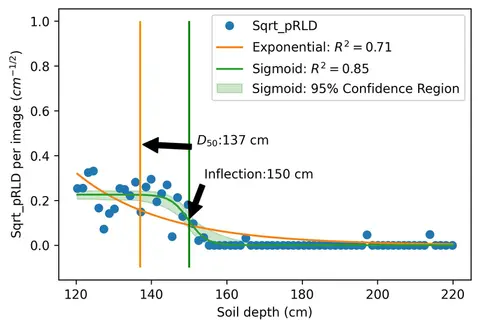 Sqrt_pRLD per image (cm⁻¹/²)
1.0
0.8
0.6
0.4
0.2
0.0
Sqrt_pRLD
Exponential: R² = 0.71
Sigmoid: R² = 0.85
Sigmoid: 95% Confidence Region
D₅₀:137 cm
Inflection:150 cm
120 140 160 180 200 220
Soil depth (cm)